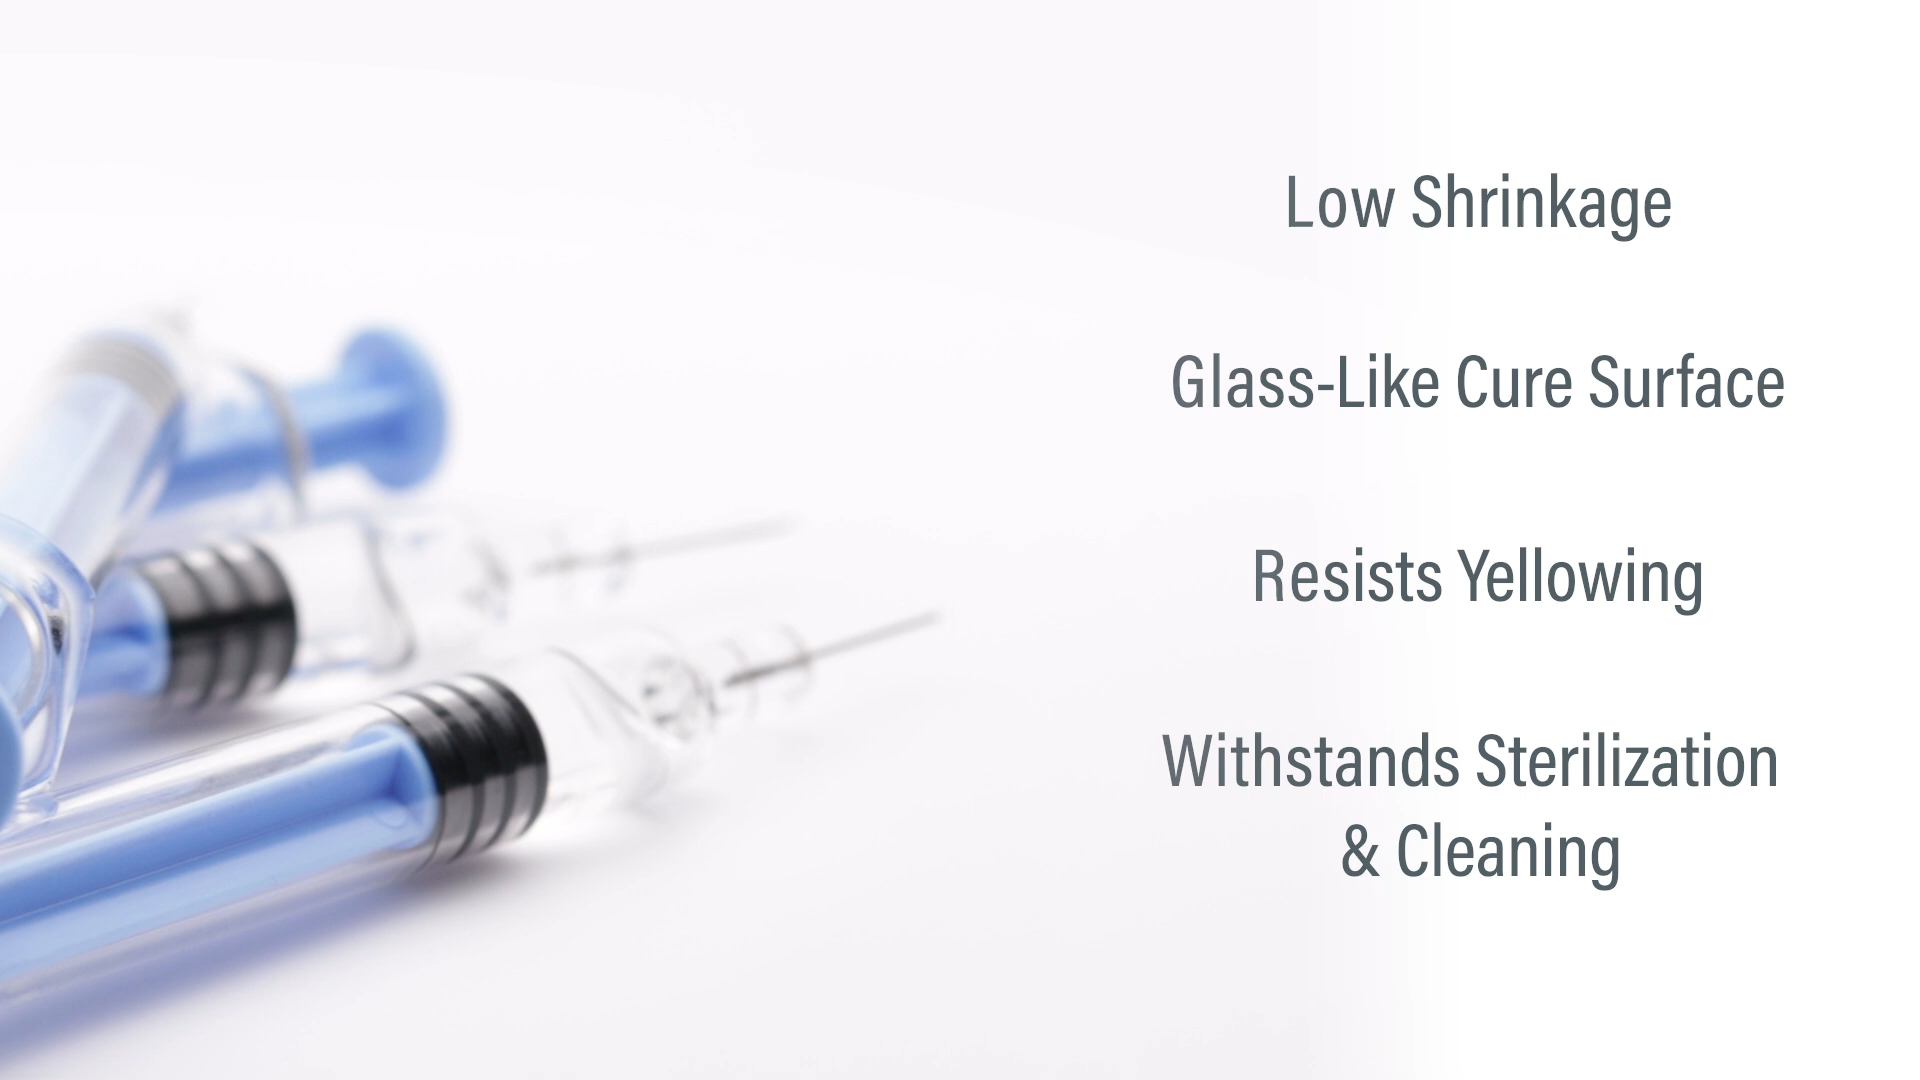 Low Shrinkage
Glass-Like Cure Surface
Resists Yellowing
Withstands Sterilization
& Cleaning